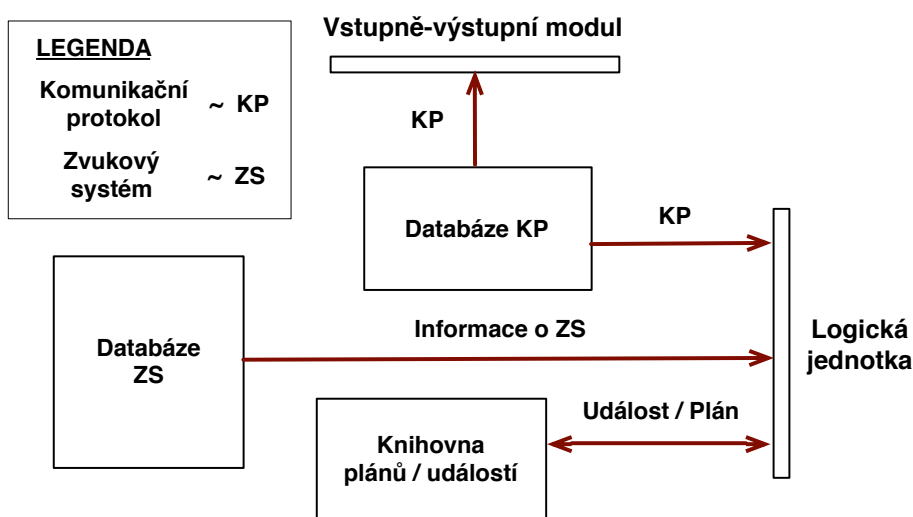 LEGENDA
Komunikační
protokol
~ KP
Zvukový
systém
~ ZS
Vstupně-výstupní modul
KP
Databáze KP
KP
Databáze
ZS
Informace o ZS
Logická
jednotka
Událost / Plán
Knihovna
plánů / událostí